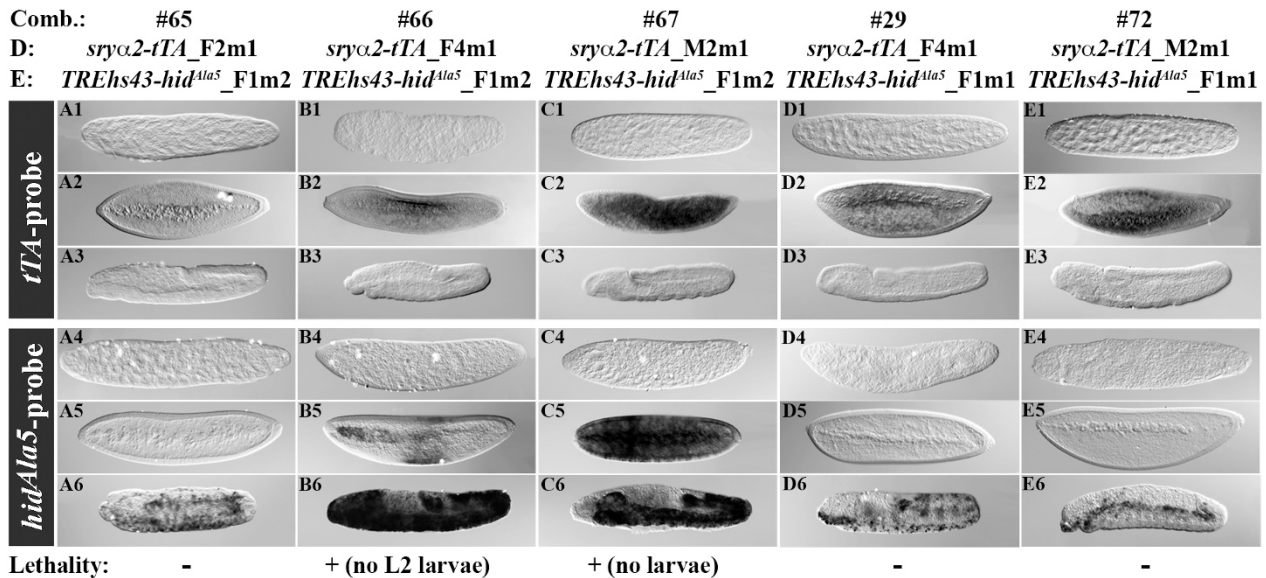 Comb.: #65 #66 #67 #29 #72
D: sryα2-tTA_F2m1 sryα2-tTA_F4m1 sryα2-tTA_M2m1 sryα2-tTA_F4m1 sryα2-tTA_M2m1
E: TREhs43-hidAla5_F1m2 TREhs43-hidAla5_F1m2 TREhs43-hidAla5_F1m2 TREhs43-hidAla5_F1m1 TREhs43-hidAla5_F1m1
tTA-probe
A1 B1 C1 D1 E1
A2 B2 C2 D2 E2
A3 B3 C3 D3 E3
hidAla5-probe
A4 B4 C4 D4 E4
A5 B5 C5 D5 E5
A6 B6 C6 D6 E6
Lethality: - + (no L2 larvae) + (no larvae) - -